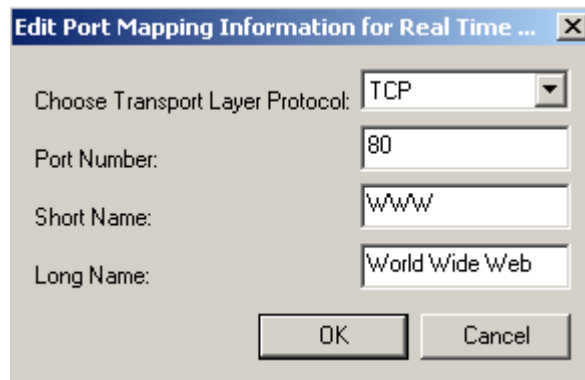 Edit Port Mapping Information for Real Time ...
Choose Transport Layer Protocol: TCP
Port Number: 80
Short Name: WWW
Long Name: World Wide Web
OK Cancel